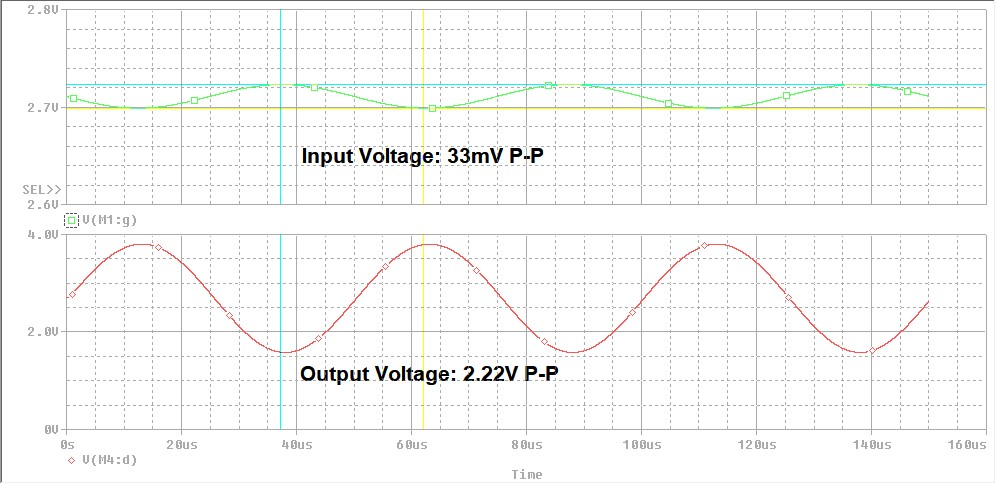 2.8V
2.7V
Input Voltage: 33mV P-P
SEL>>
2.6V
V(M1:g)
4.0V
2.0V
Output Voltage: 2.22V P-P
0V
0s 20us 40us 60us 80us 100us 120us 140us 160us
V(M4:d)
Time